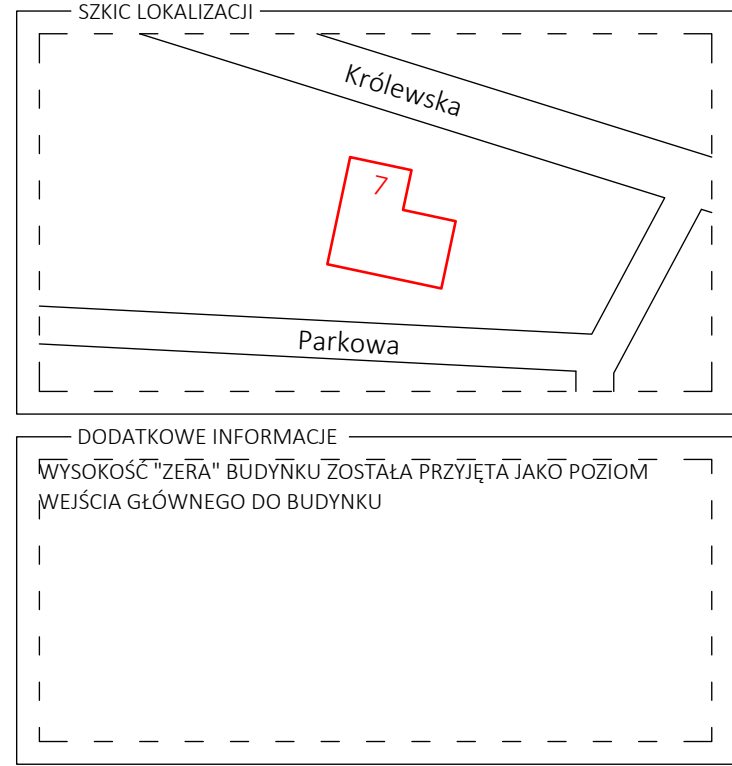 SZKIC LOKALIZACJI
Królewska
7
Parkowa
DODATKOWE INFORMACJE
WYSOKOŚĆ "ZERA" BUDYNKU ZOSTAŁA PRZYJĘTA JAKO POZIOM
WEJŚCIA GŁÓWNEGO DO BUDYNKU